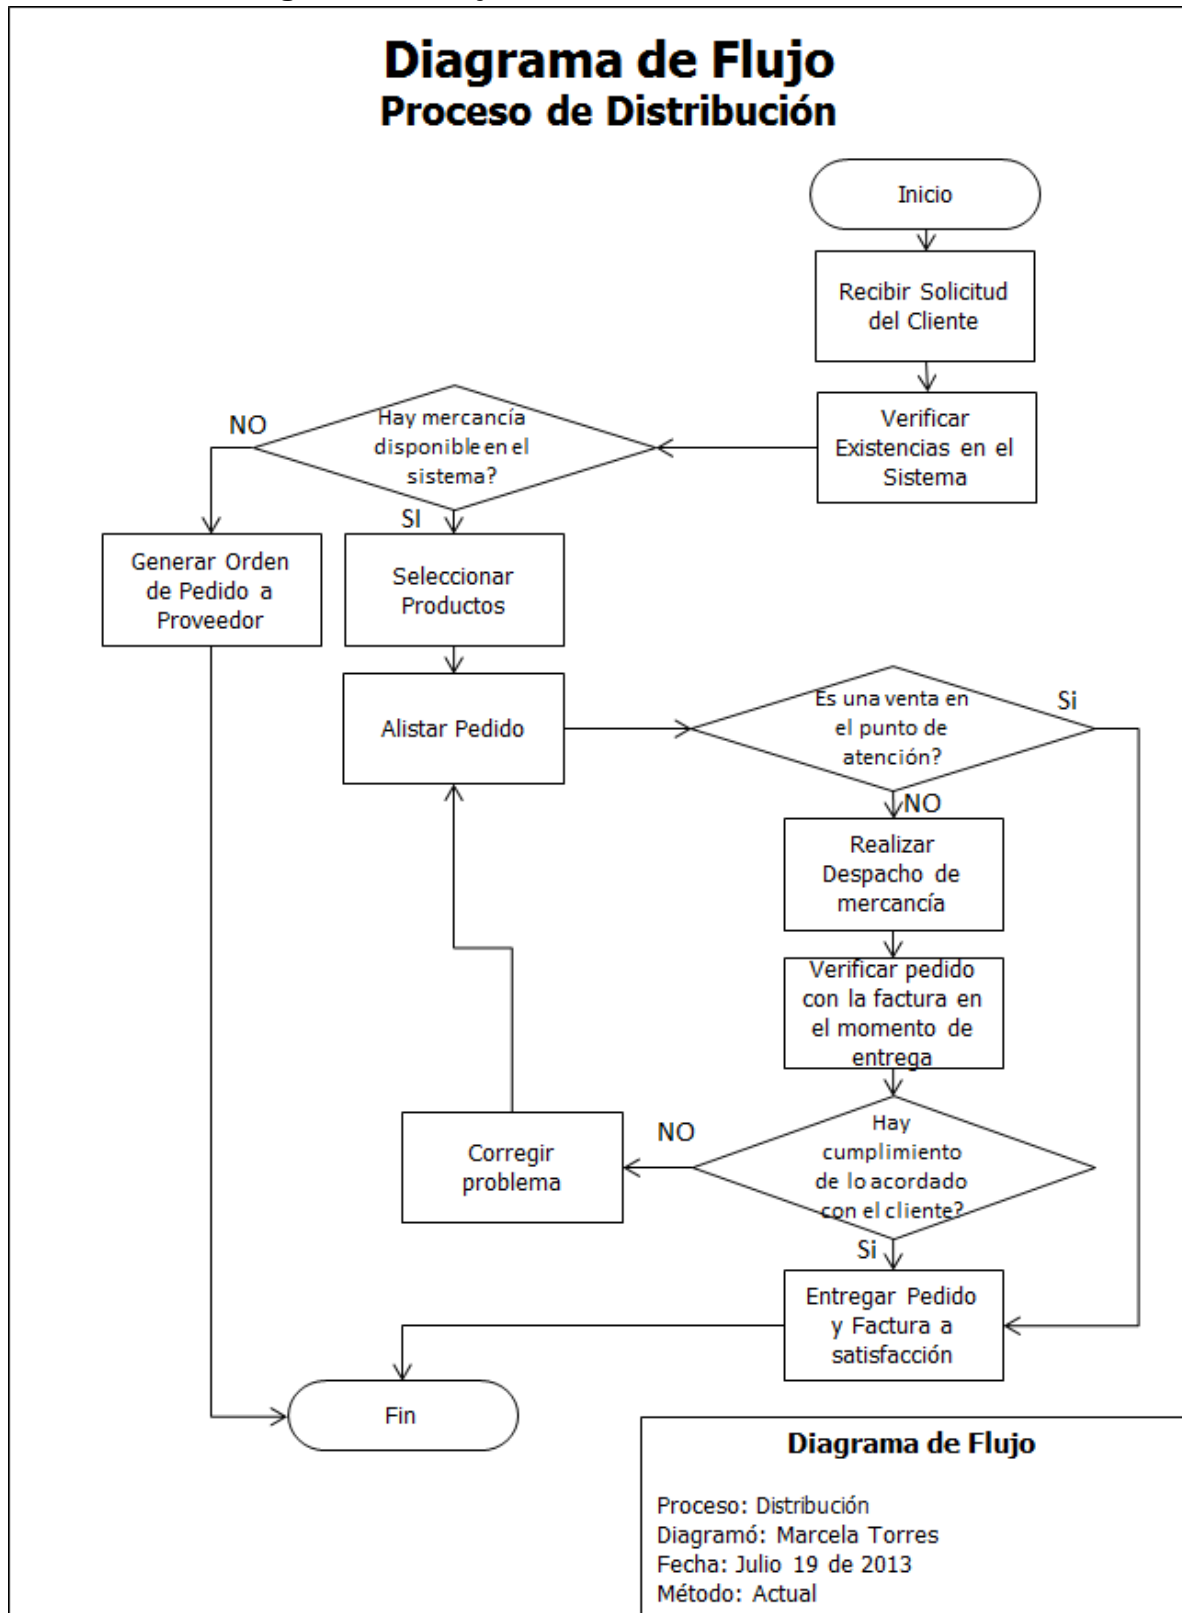 Diagrama de Flujo
Proceso de Distribución
Inicio
Recibir Solicitud
del Cliente
Verificar
Existencias en el
Sistema
Hay mercancía
disponible en el
sistema?
NO
SI
Generar Orden
de Pedido a
Proveedor
Seleccionar
Productos
Alistar Pedido
Es una venta en
el punto de
atención?
Si
NO
Realizar
Despacho de
mercancía
Verificar pedido
con la factura en
el momento de
entrega
Hay
cumplimiento
de lo acordado
con el cliente?
NO
Corregir
problema
Si
Entregar Pedido
y Factura a
satisfacción
Fin
Diagrama de Flujo
Proceso: Distribución
Diagramó: Marcela Torres
Fecha: Julio 19 de 2013
Método: Actual